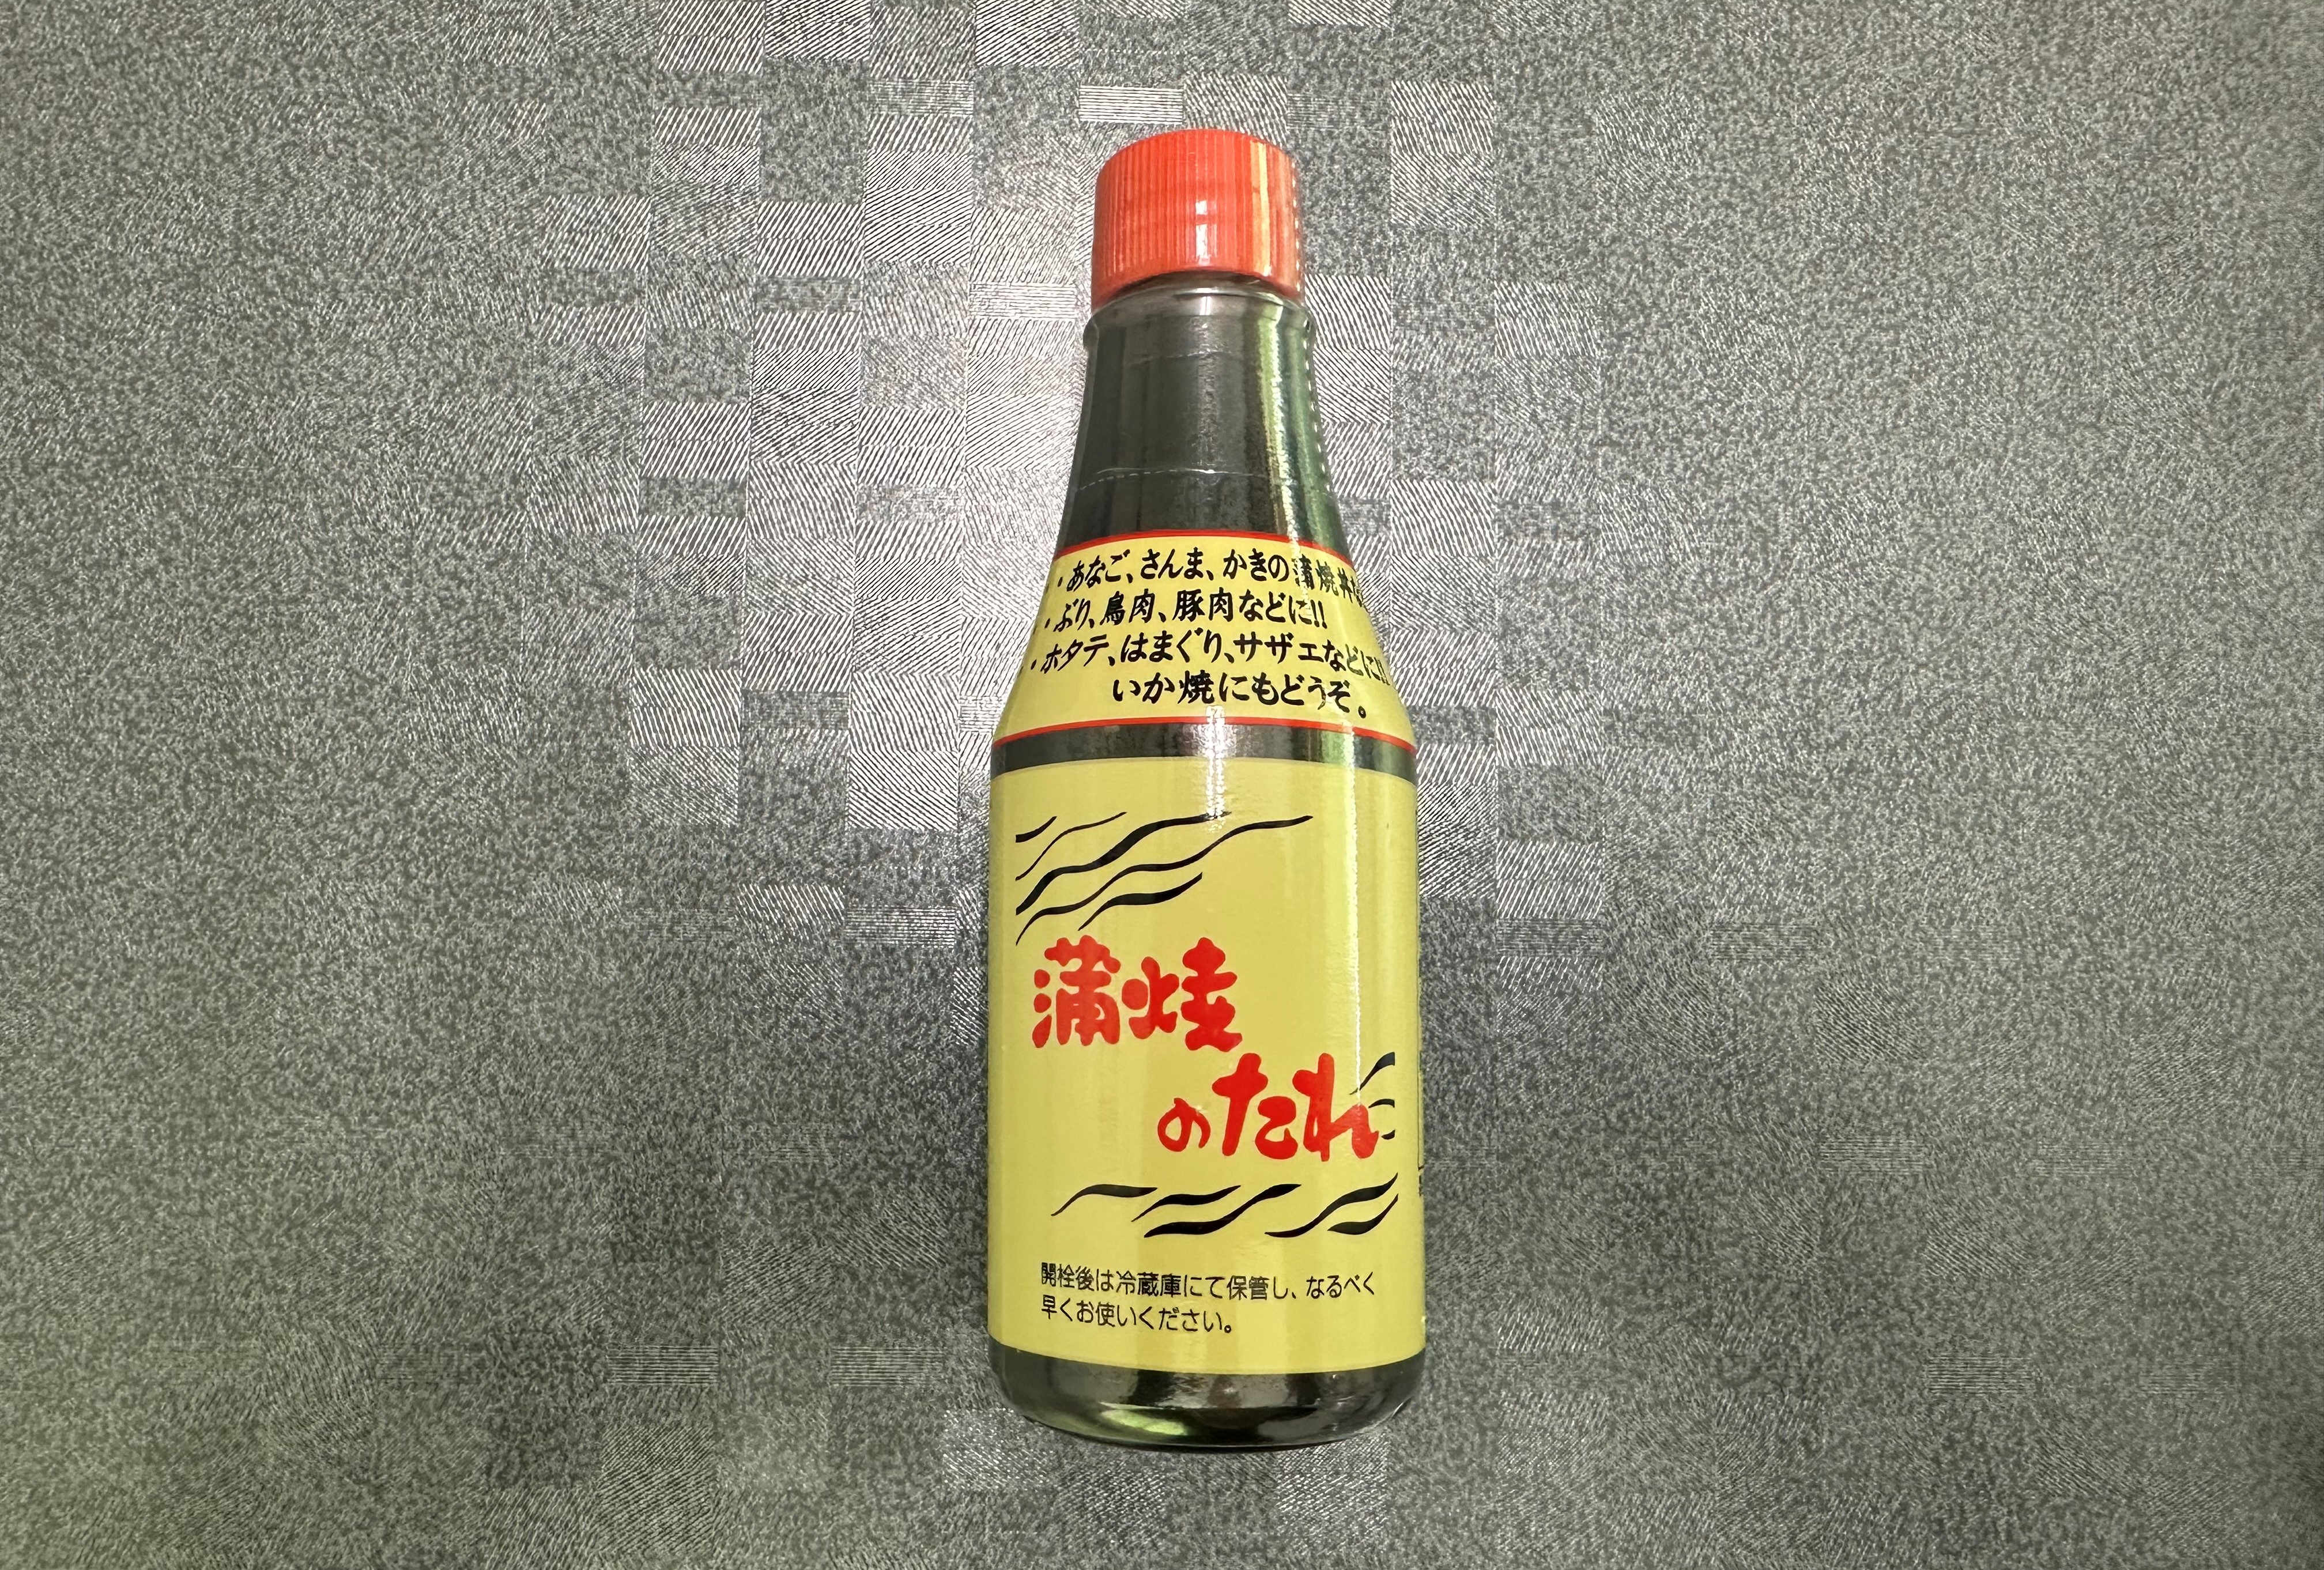 ・あなご、さんま、かきの蒲焼丼な
・ぶり、鳥肉、豚肉などに!!
・ホタテ、はまぐり、サザエなどに!!
いか焼にもどうぞ。
蒲焼
のたれ
開栓後は冷蔵庫にて保管し、なるべく
早くお使いください。